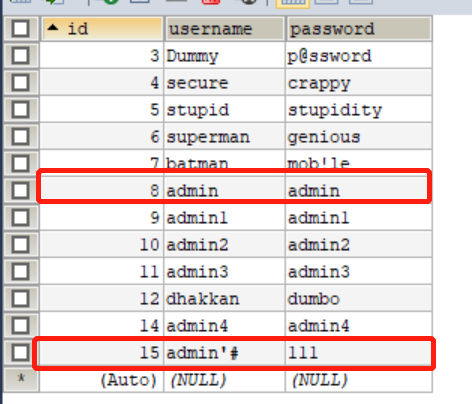 id username password
3 Dummy p@ssword
4 secure crappy
5 stupid stupidity
6 superman genious
7 batman mob!le
8 admin admin
9 admin1 admin1
10 admin2 admin2
11 admin3 admin3
12 dhakkan dumbo
14 admin4 admin4
15 admin'# 111
* (Auto) (NULL) (NULL)